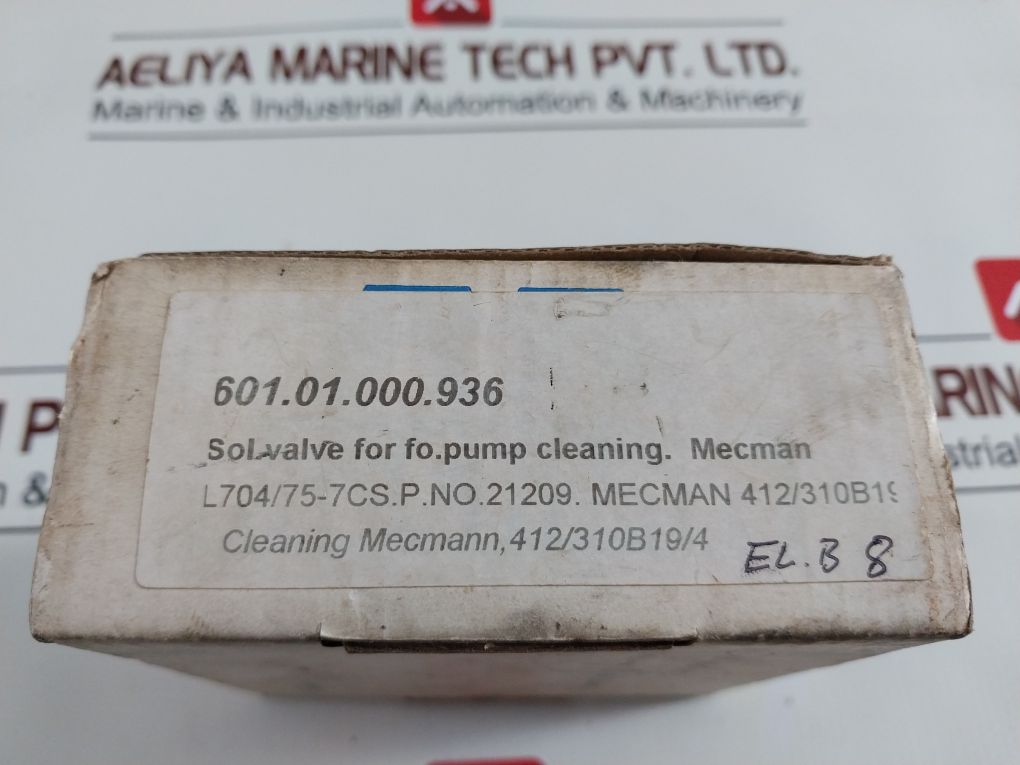 AELIYA MARINE TECH PVT. LTD.
Marine & Industrial Automation & Machinery
601.01.000.936
Sol.valve for fo.pump cleaning. Mecman
L704/75-7CS.P.NO.21209. MECMAN 412/310B19
Cleaning Mecmann,412/310B19/4
EL.B 8